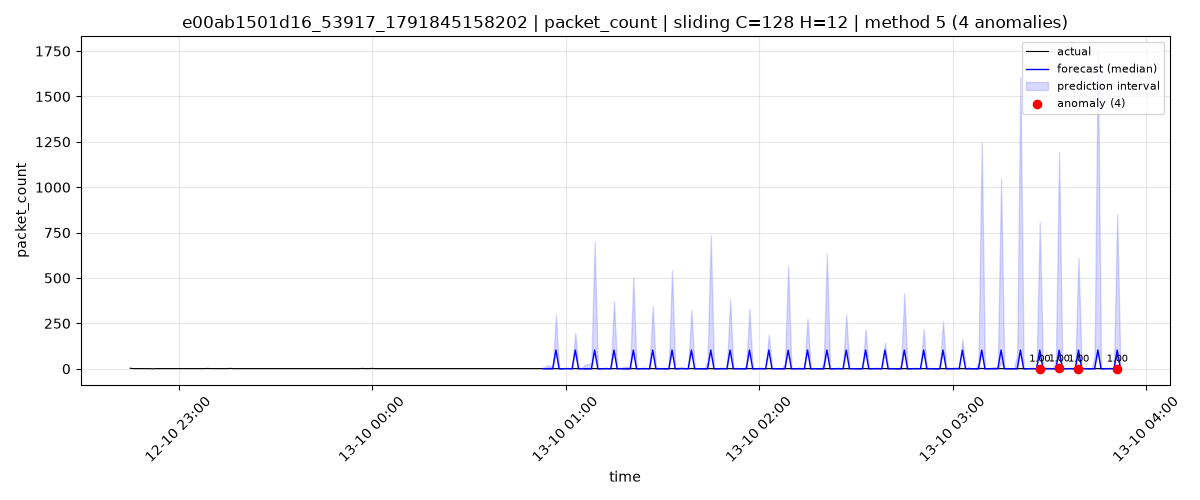 e00ab1501d16_53917_1791845158202 | packet_count | sliding C=128 H=12 | method 5 (4 anomalies)
actual
forecast (median)
prediction interval
anomaly (4)
packet_count
1750
1500
1250
1000
750
500
250
0
1.00 1.00 1.00 1.00
12-10 23:00
13-10 00:00
13-10 01:00
13-10 02:00
13-10 03:00
13-10 04:00
time